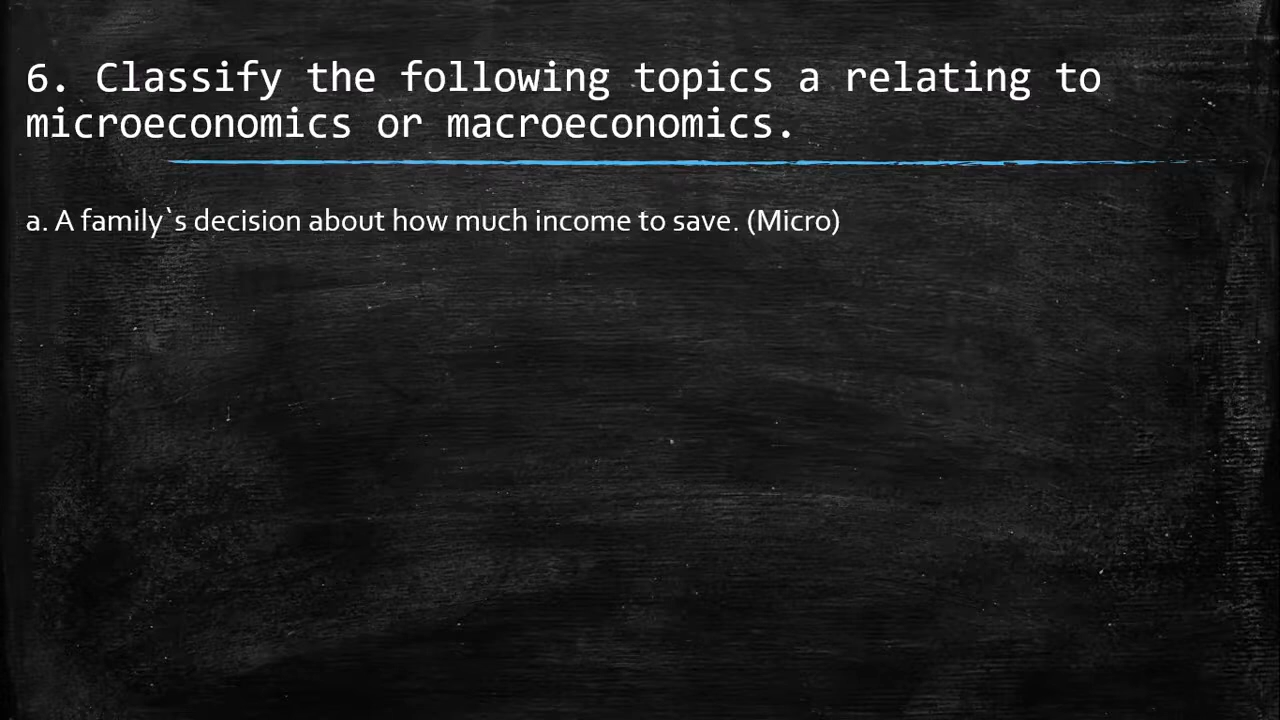 6. Classify the following topics a relating to
microeconomics or macroeconomics.
a. A family`s decision about how much income to save. (Micro)